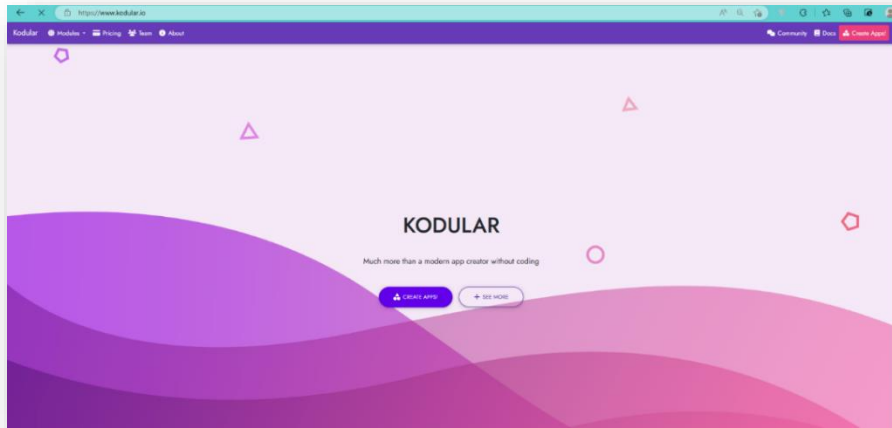 https://www.kodular.io
Kodular Modules Pricing Team About Community Docs Create Apps!
KODULAR
Much more than a modern app creator without coding
CREATE APPS! SEE MORE